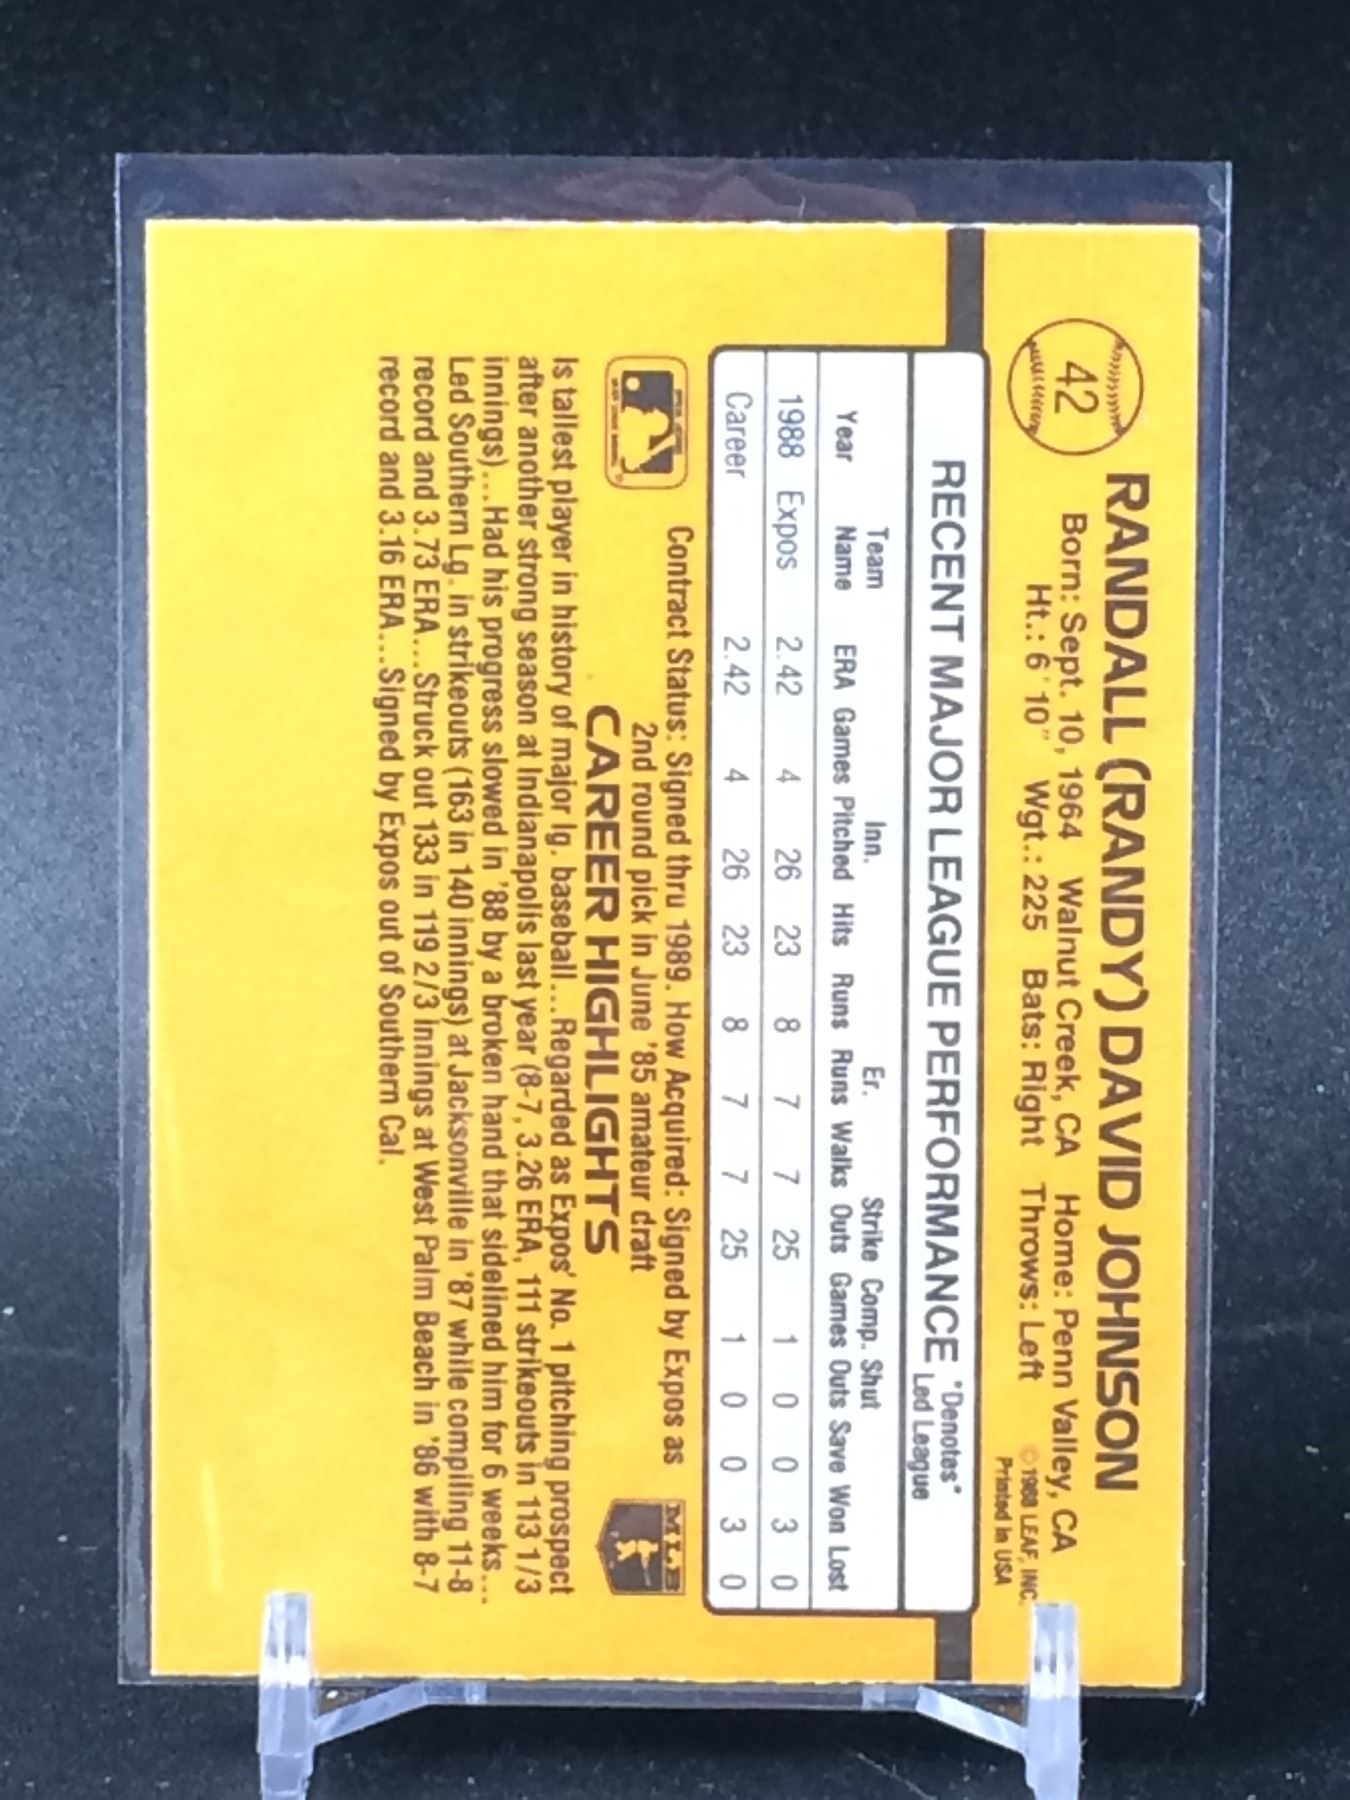 42
RANDALL (RANDY) DAVID JOHNSON
Born: Sept. 10, 1964 Walnut Creek, CA Home: Penn Valley, CA
Ht.: 6'10" Wgt.: 225 Bats: Right Throws: Left
©1988 LEAF, INC.
Printed in USA
RECENT MAJOR LEAGUE PERFORMANCE *Denotes*
Led League
Team Inn. Er. Strike Comp. Shut
Year Name ERA Games Pitched Hits Runs Runs Walks Outs Games Outs Save Won Lost
1988 Expos 2.42 4 26 23 8 7 7 25 1 0 0 3 0
Career 2.42 4 26 23 8 7 7 25 1 0 0 3 0
Contract Status: Signed thru 1989. How Acquired: Signed by Expos as
2nd round pick in June '85 amateur draft
MLB
CAREER HIGHLIGHTS
Is tallest player in history of major lg. baseball...Regarded as Expos' No. 1 pitching prospect
after another strong season at Indianapolis last year (8-7, 3.26 ERA, 111 strikeouts in 113 1/3
innings)...Had his progress slowed in '88 by a broken hand that sidelined him for 6 weeks...
Led Southern Lg. in strikeouts (163 in 140 innings) at Jacksonville in '87 while compiling 11-8
record and 3.73 ERA...Struck out 133 in 119 2/3 innings at West Palm Beach in '86 with 8-7
record and 3.16 ERA...Signed by Expos out of Southern Cal.